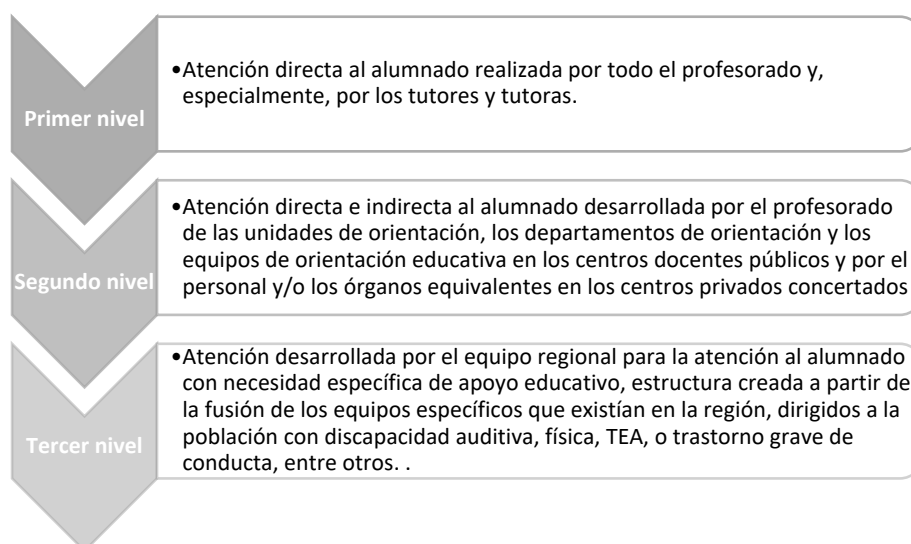 Primer nivel
•Atención directa al alumnado realizada por todo el profesorado y,
especialmente, por los tutores y tutoras.
Segundo nivel
•Atención directa e indirecta al alumnado desarrollada por el profesorado
de las unidades de orientación, los departamentos de orientación y los
equipos de orientación educativa en los centros docentes públicos y por el
personal y/o los órganos equivalentes en los centros privados concertados
Tercer nivel
•Atención desarrollada por el equipo regional para la atención al alumnado
con necesidad específica de apoyo educativo, estructura creada a partir de
la fusión de los equipos específicos que existían en la región, dirigidos a la
población con discapacidad auditiva, física, TEA, o trastorno grave de
conducta, entre otros. .